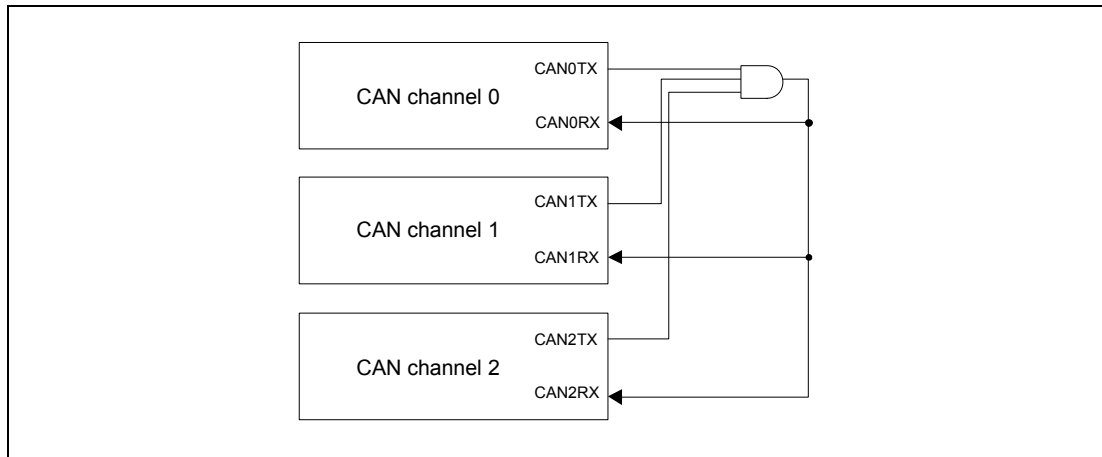 CAN0TX
CAN channel 0
CAN0RX
CAN1TX
CAN channel 1
CAN1RX
CAN2TX
CAN channel 2
CAN2RX